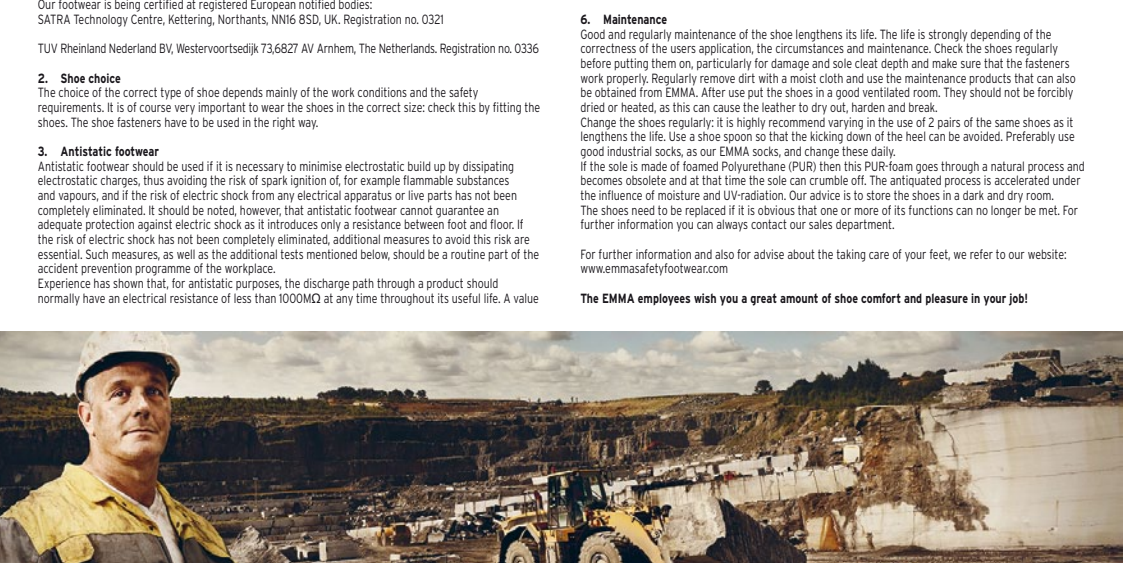 Our footwear is being certified at registered European notified bodies:
SATRA Technology Centre, Kettering, Northants, NN16 8SD, UK. Registration no. 0321
TUV Rheinland Nederland BV, Westervoortsedijk 73,6827 AV Arnhem, The Netherlands. Registration no. 0336
2. Shoe choice
The choice of the correct type of shoe depends mainly of the work conditions and the safety
requirements. It is of course very important to wear the shoes in the correct size: check this by fitting the
shoes. The shoe fasteners have to be used in the right way.
3. Antistatic footwear
Antistatic footwear should be used if it is necessary to minimise electrostatic build up by dissipating
electrostatic charges, thus avoiding the risk of spark ignition of, for example flammable substances
and vapours, and if the risk of electric shock from any electrical apparatus or live parts has not been
completely eliminated. It should be noted, however, that antistatic footwear cannot guarantee an
adequate protection against electric shock as it introduces only a resistance between foot and floor. If
the risk of electric shock has not been completely eliminated, additional measures to avoid this risk are
essential. Such measures, as well as the additional tests mentioned below, should be a routine part of the
accident prevention programme of the workplace.
Experience has shown that, for antistatic purposes, the discharge path through a product should
normally have an electrical resistance of less than 1000MΩ at any time throughout its useful life. A value
6. Maintenance
Good and regularly maintenance of the shoe lengthens its life. The life is strongly depending of the
correctness of the users application, the circumstances and maintenance. Check the shoes regularly
before putting them on, particularly for damage and sole cleat depth and make sure that the fasteners
work properly. Regularly remove dirt with a moist cloth and use the maintenance products that can also
be obtained from EMMA. After use put the shoes in a good ventilated room. They should not be forcibly
dried or heated, as this can cause the leather to dry out, harden and break.
Change the shoes regularly: it is highly recommend varying in the use of 2 pairs of the same shoes as it
lengthens the life. Use a shoe spoon so that the kicking down of the heel can be avoided. Preferably use
good industrial socks, as our EMMA socks, and change these daily.
If the sole is made of foamed Polyurethane (PUR) then this PUR-foam goes through a natural process and
becomes obsolete and at that time the sole can crumble off. The antiquated process is accelerated under
the influence of moisture and UV-radiation. Our advice is to store the shoes in a dark and dry room.
The shoes need to be replaced if it is obvious that one or more of its functions can no longer be met. For
further information you can always contact our sales department.
For further information and also for advise about the taking care of your feet, we refer to our website:
www.emmasafetyfootwear.com
The EMMA employees wish you a great amount of shoe comfort and pleasure in your job!